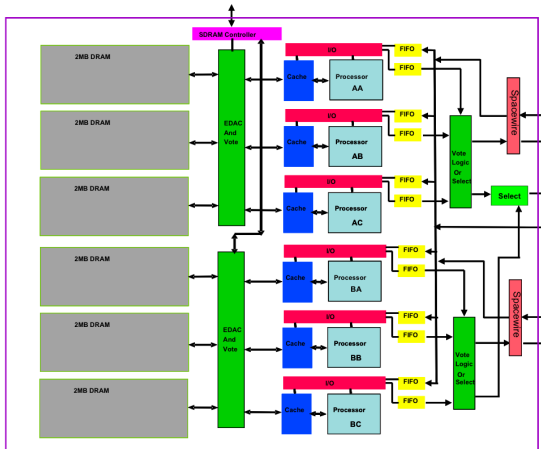 SDRAM Controller
2MB DRAM
I/O
FIFO
FIFO
Cache
Processor
AA
EDAC
And
Vote
2MB DRAM
I/O
FIFO
FIFO
Cache
Processor
AB
Spacewire
Vote
Logic
Or
Select
2MB DRAM
I/O
FIFO
FIFO
Cache
Processor
AC
Select
2MB DRAM
I/O
FIFO
FIFO
Cache
Processor
BA
EDAC
And
Vote
2MB DRAM
I/O
FIFO
FIFO
Cache
Processor
BB
Spacewire
Vote
Logic
Or
Select
2MB DRAM
I/O
FIFO
FIFO
Cache
Processor
BC